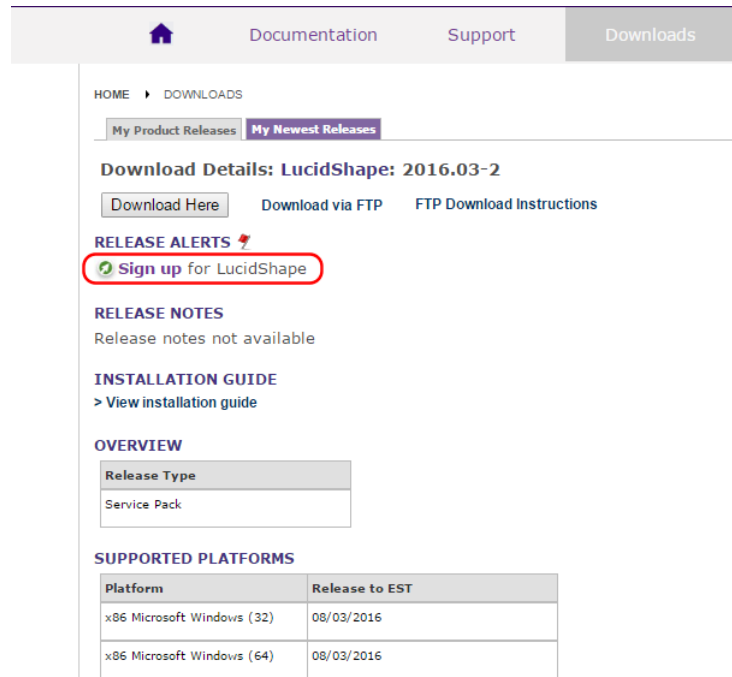 Documentation Support Downloads
HOME DOWNLOADS
My Product Releases My Newest Releases
Download Details: LucidShape: 2016.03-2
Download Here Download via FTP FTP Download Instructions
RELEASE ALERTS
Sign up for LucidShape
RELEASE NOTES
Release notes not available
INSTALLATION GUIDE
> View installation guide
OVERVIEW
Release Type
Service Pack
SUPPORTED PLATFORMS
Platform Release to EST
x86 Microsoft Windows (32) 08/03/2016
x86 Microsoft Windows (64) 08/03/2016